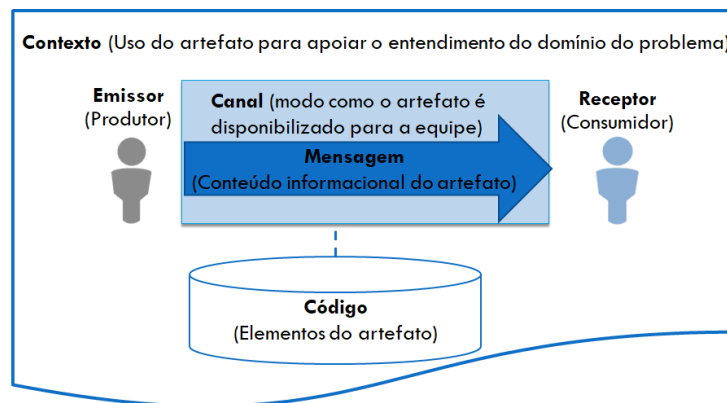 Contexto (Uso do artefato para apoiar o entendimento do domínio do problema)
Emissor
(Produtor)
Canal (modo como o artefato é
disponibilizado para a equipe)
Mensagem
(Conteúdo informacional do artefato)
Receptor
(Consumidor)
Código
(Elementos do artefato)